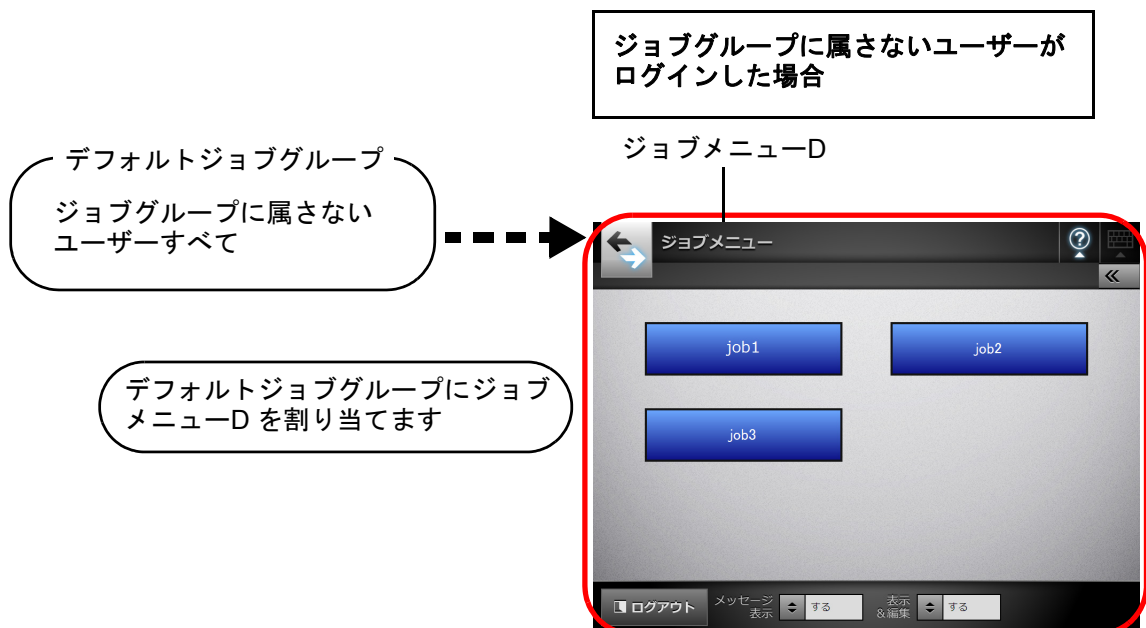 ジョブグループに属さないユーザーが
ログインした場合
ジョブメニューD
デフォルトジョブグループ
ジョブグループに属さない
ユーザーすべて
デフォルトジョブグループにジョブ
メニューD を割り当てます
ジョブメニュー
?
job1
job2
job3
ログアウト
メッセージ
表示
する
表示
&編集
する